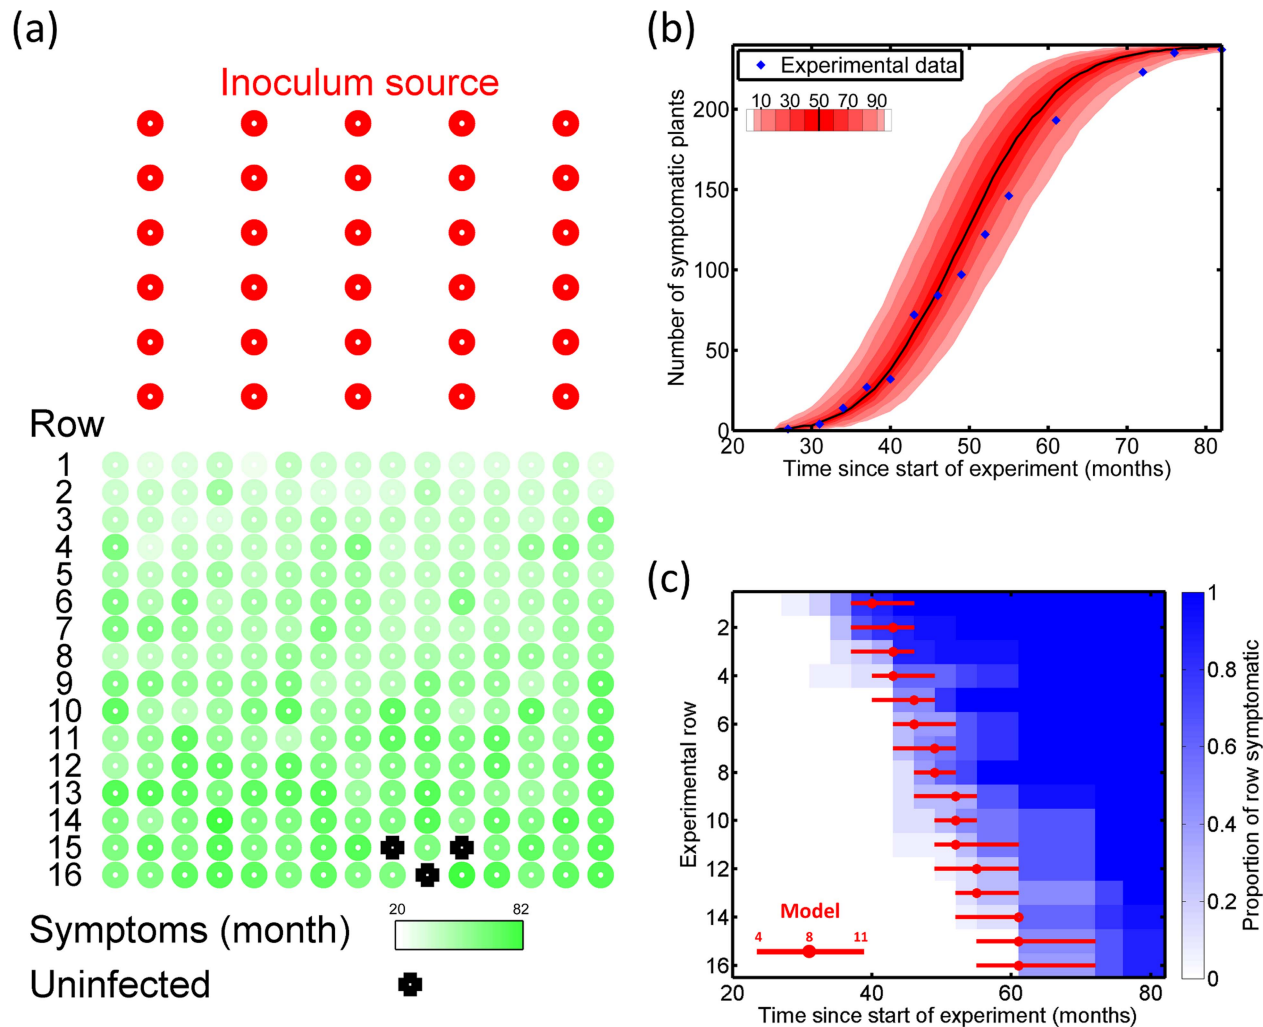 (a)
Inoculum source
Row
1
2
3
4
5
6
7
8
9
10
11
12
13
14
15
16
Symptoms (month)
20 82
Uninfected
(b)
Experimental data
10 30 50 70 90
Number of symptomatic plants
200
150
100
50
0
20 30 40 50 60 70 80
Time since start of experiment (months)
(c)
Experimental row
2
4
6
8
10
12
14
16
Model
4 8 11
20 40 60 80
Time since start of experiment (months)
1
0.8
0.6
0.4
0.2
0
Proportion of row symptomatic